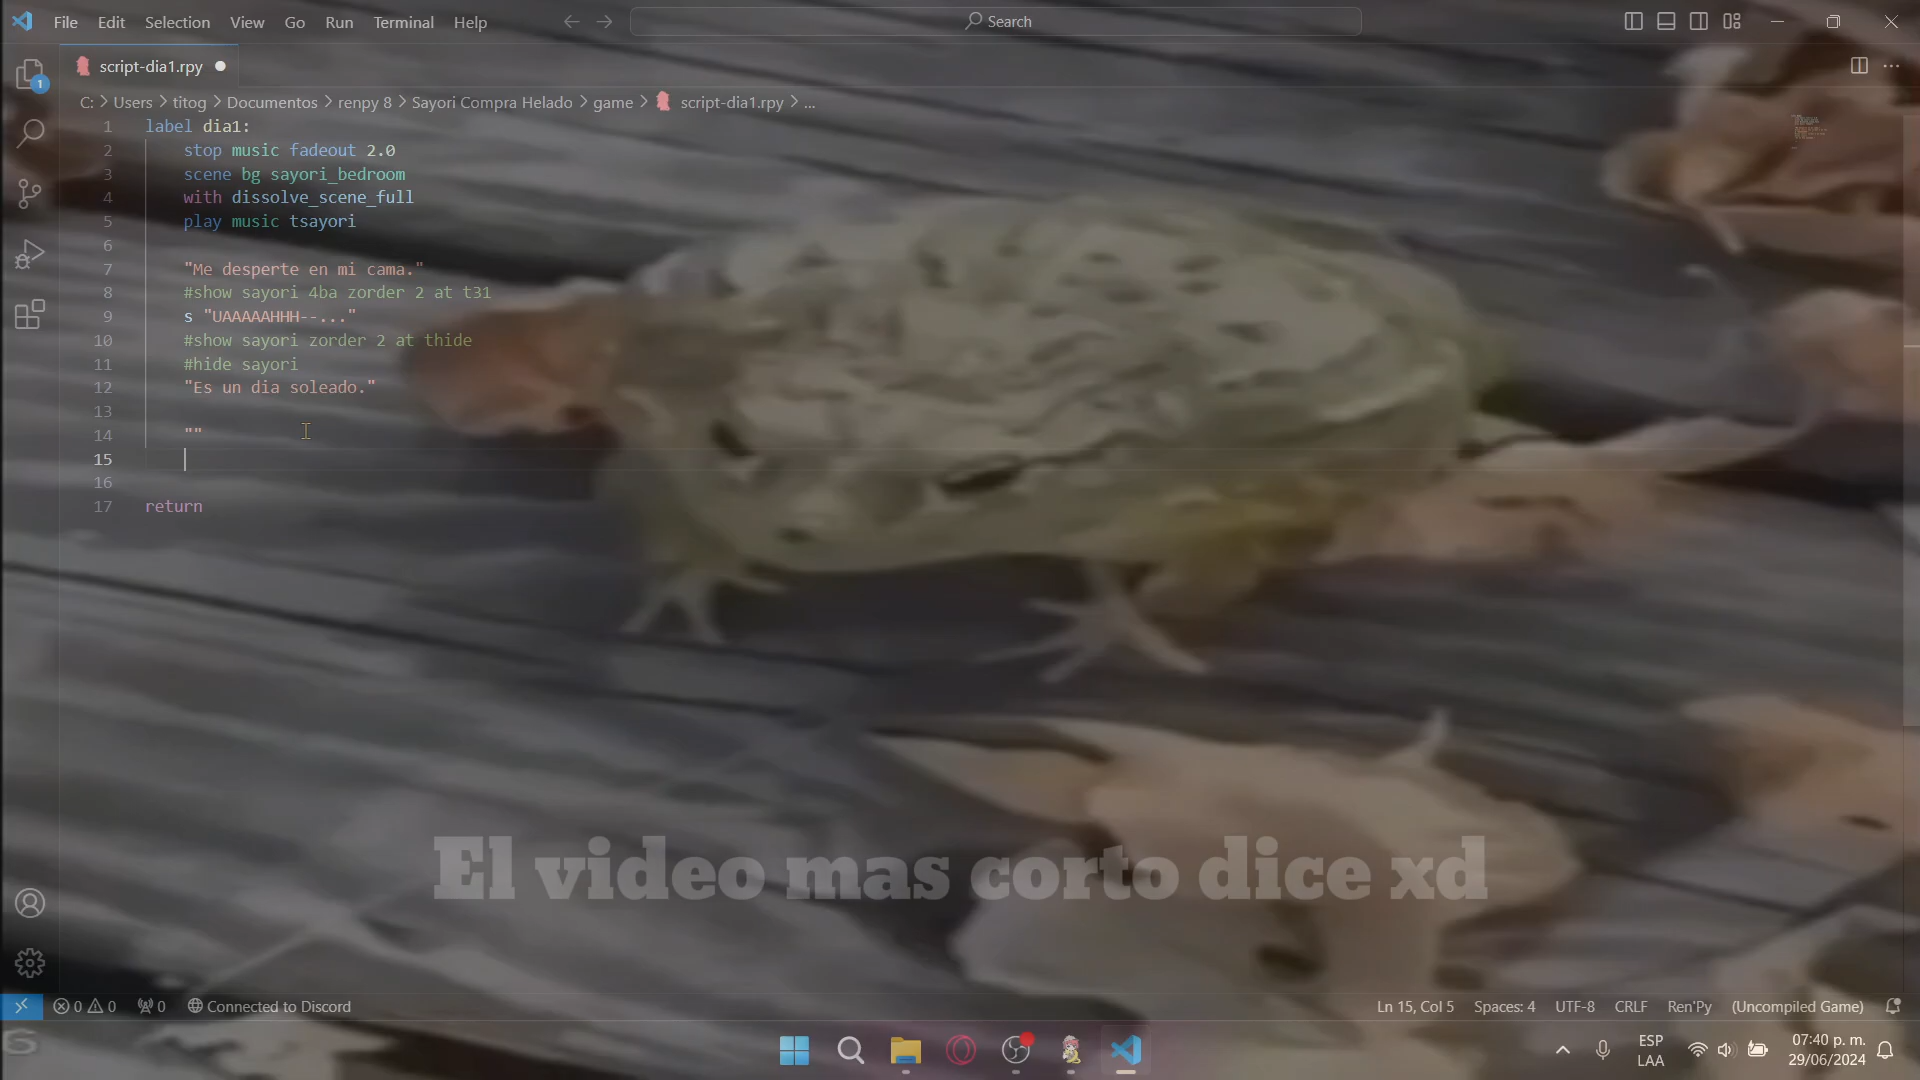 File Edit Selection View Go Run Terminal Help
Search
script-dia1.rpy
1
C: > Users > titog > Documentos > renpy 8 > Sayori Compra Helado > game > script-dia1.rpy > ...
1 label dia1:
2 stop music fadeout 2.0
3 scene bg sayori_bedroom
4 with dissolve_scene_full
5 play music tsayori
6
7 "Me desperte en mi cama."
8 #show sayori 4ba zorder 2 at t31
9 s "UAAAAAHHH--..."
10 #show sayori zorder 2 at thide
11 #hide sayori
12 "Es un dia soleado."
13
14 ""
15
16
17 return
El video mas corto dice xd
0 0 0 Connected to Discord
Ln 15, Col 5 Spaces: 4 UTF-8 CRLF Ren'Py (Uncompiled Game)
ESP
LAA
07:40 p. m.
29/06/2024